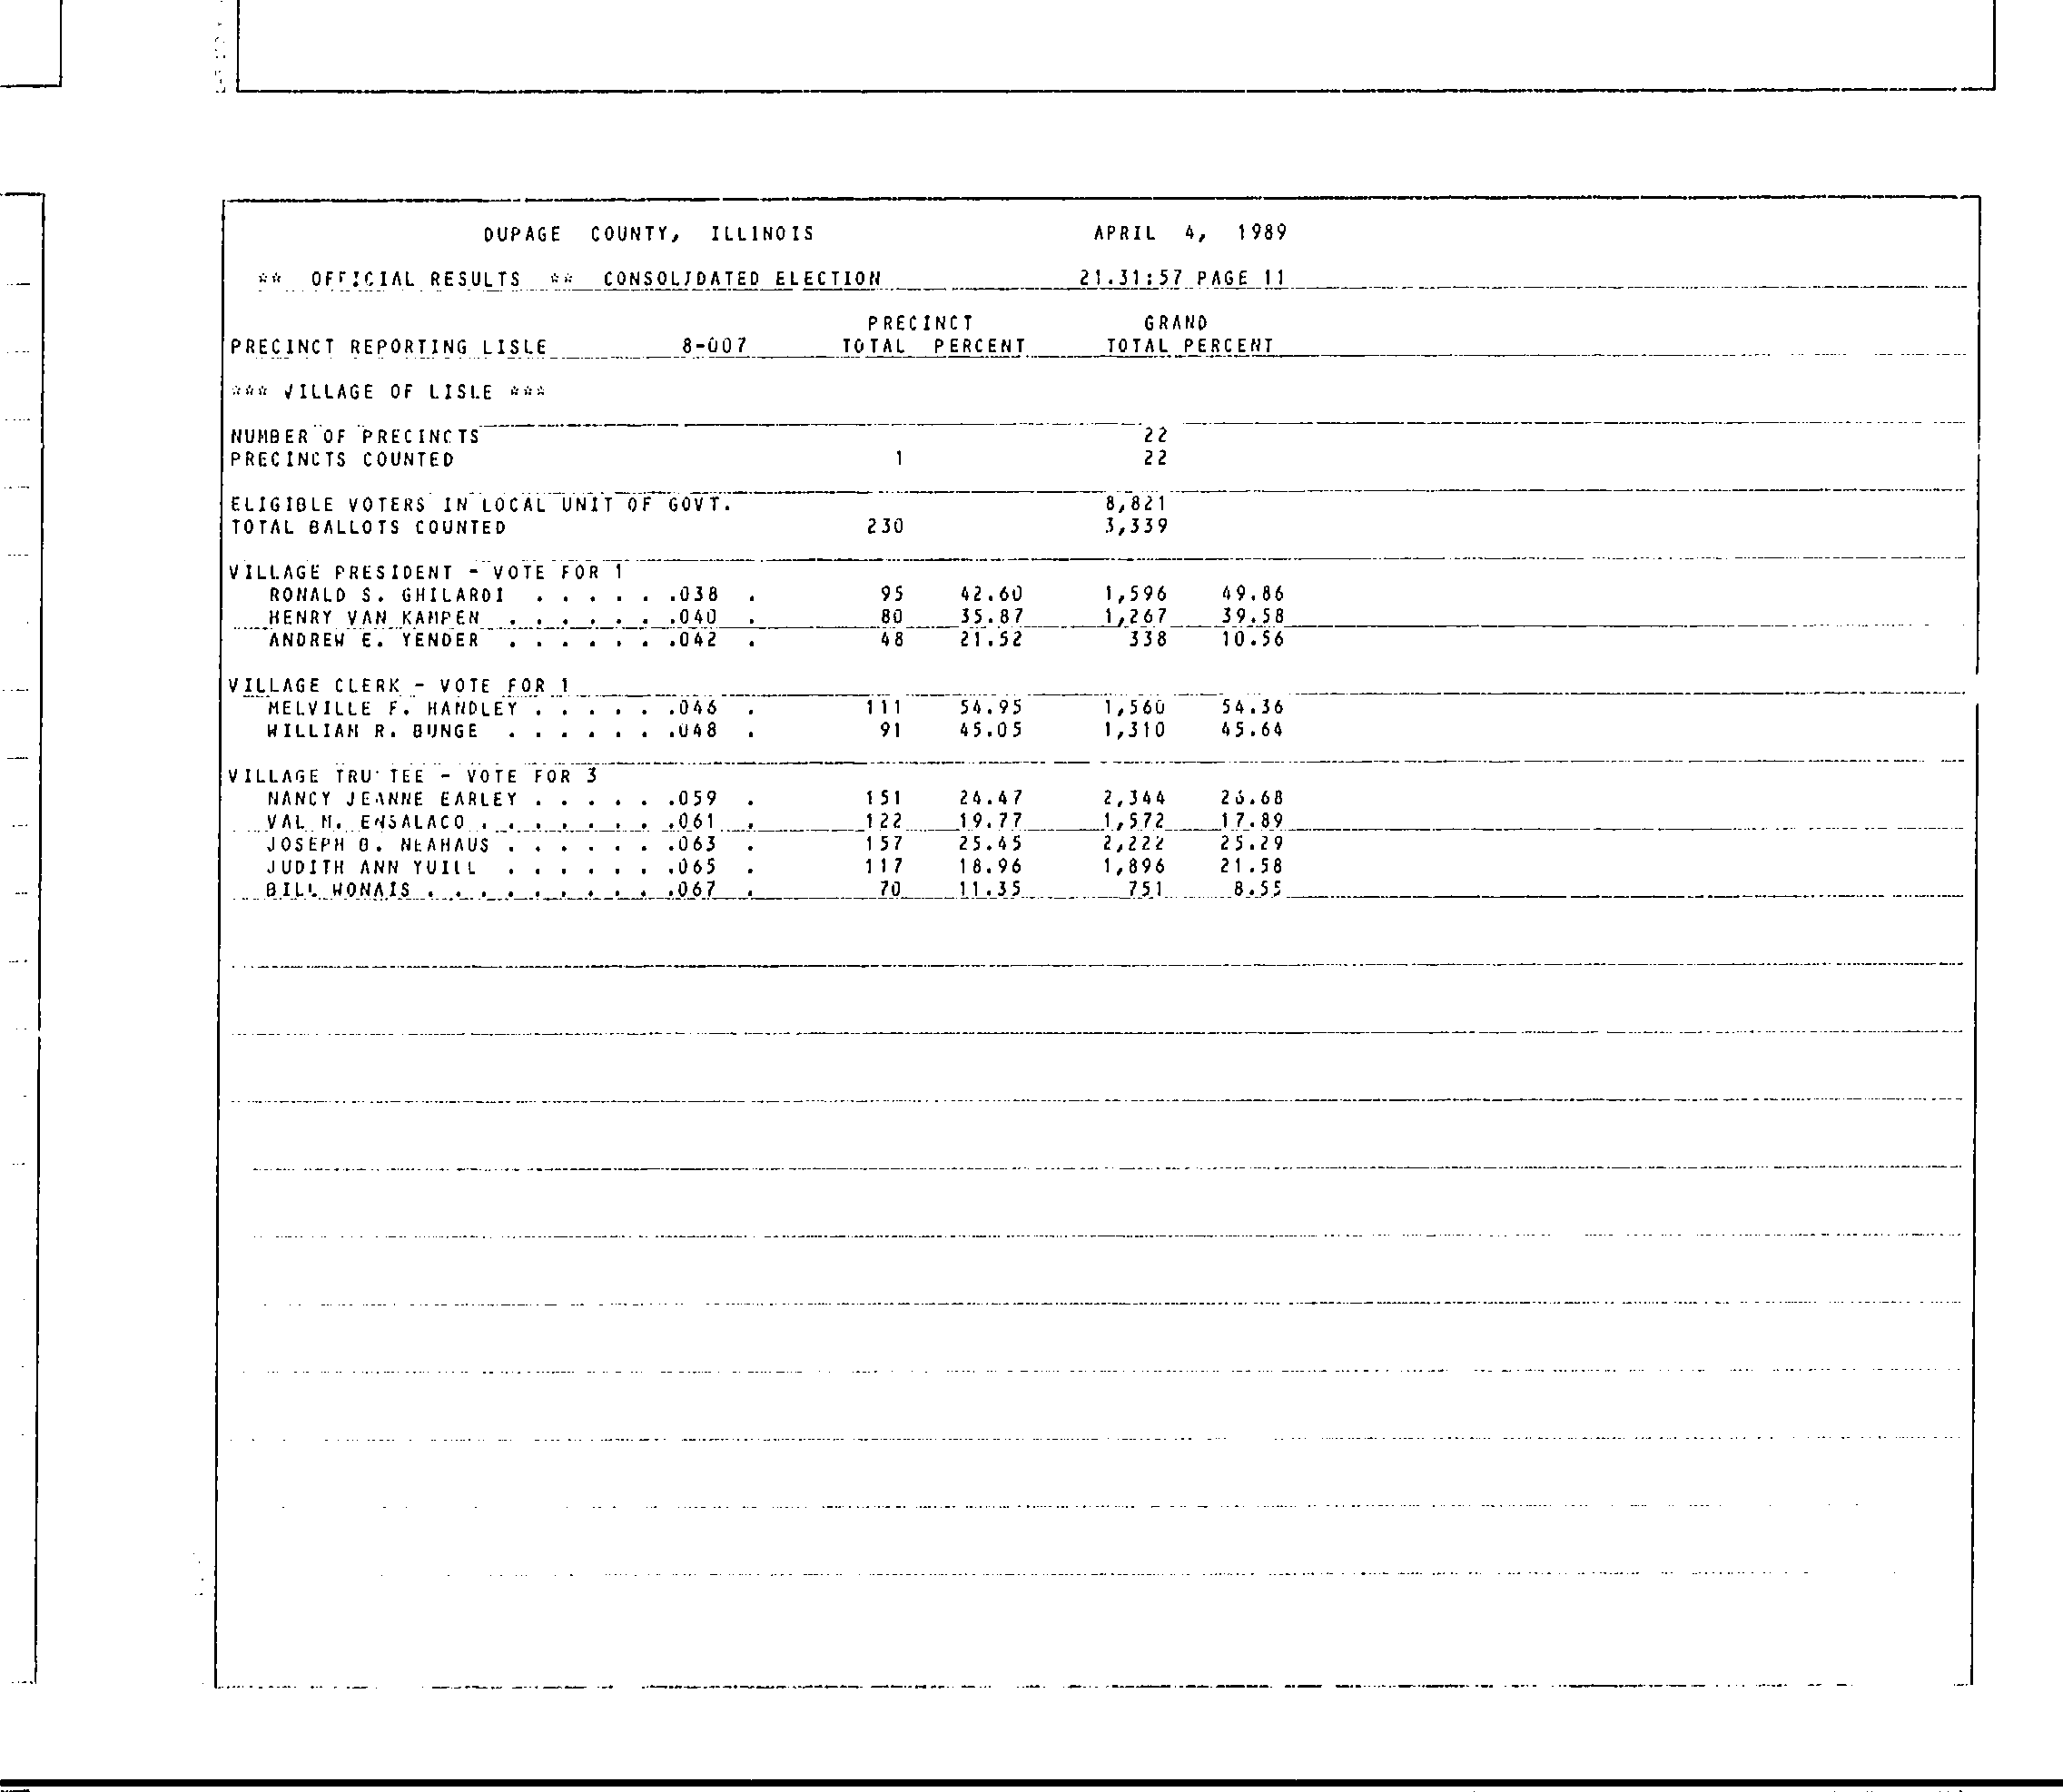 DUPAGE COUNTY, ILLINOIS APRIL 4, 1989
** OFFICIAL RESULTS ** CONSOLIDATED ELECTION 21.31:57 PAGE 11
PRECINCT GRAND
PRECINCT REPORTING LISLE 8-007 TOTAL PERCENT TOTAL PERCENT
*** VILLAGE OF LISLE ***
NUMBER OF PRECINCTS 22
PRECINCTS COUNTED 1 22
ELIGIBLE VOTERS IN LOCAL UNIT OF GOVT. 8,821
TOTAL BALLOTS COUNTED 230 3,339
VILLAGE PRESIDENT - VOTE FOR 1
RONALD S. GHILARDI . . . . . .038 . 95 42.60 1,596 49.86
HENRY VAN KAMPEN . . . . . . .040 . 80 35.87 1,267 39.58
ANDREW E. YENDER . . . . . . .042 . 48 21.52 338 10.56
VILLAGE CLERK - VOTE FOR 1
MELVILLE F. HANDLEY . . . . . .046 . 111 54.95 1,560 54.36
WILLIAM R. BUNGE . . . . . . .048 . 91 45.05 1,310 45.64
VILLAGE TRU TEE - VOTE FOR 3
NANCY JEANNE EARLEY . . . . . .059 . 151 24.47 2,344 26.68
VAL M. ENSALACO . . . . . . . .061 . 122 19.77 1,572 17.89
JOSEPH B. NEAHAUS . . . . . . .063 . 157 25.45 2,222 25.29
JUDITH ANN YUILL . . . . . . .065 . 117 18.96 1,896 21.58
BILL WONAIS . . . . . . . . . .067 . 70 11.35 751 8.55